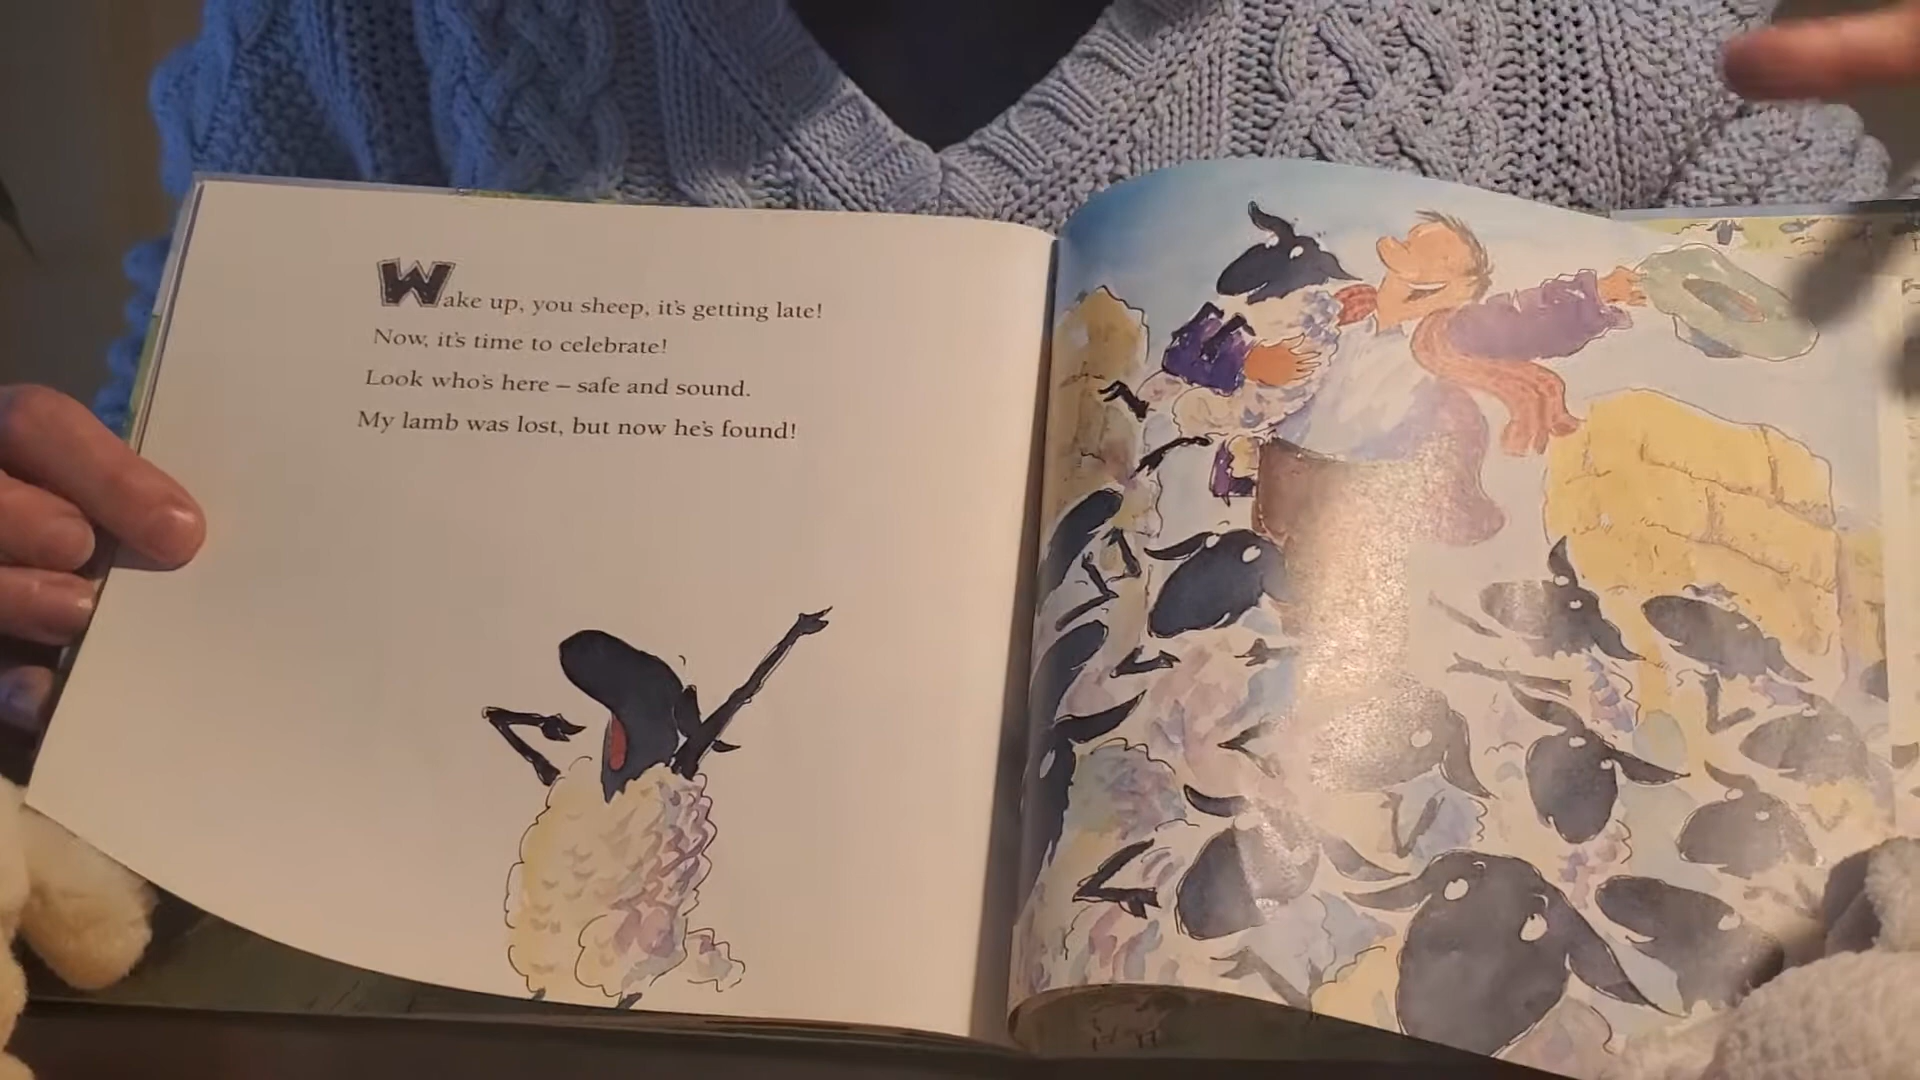 Wake up, you sheep, it's getting late!
Now, it's time to celebrate!
Look who's here – safe and sound.
My lamb was lost, but now he's found!